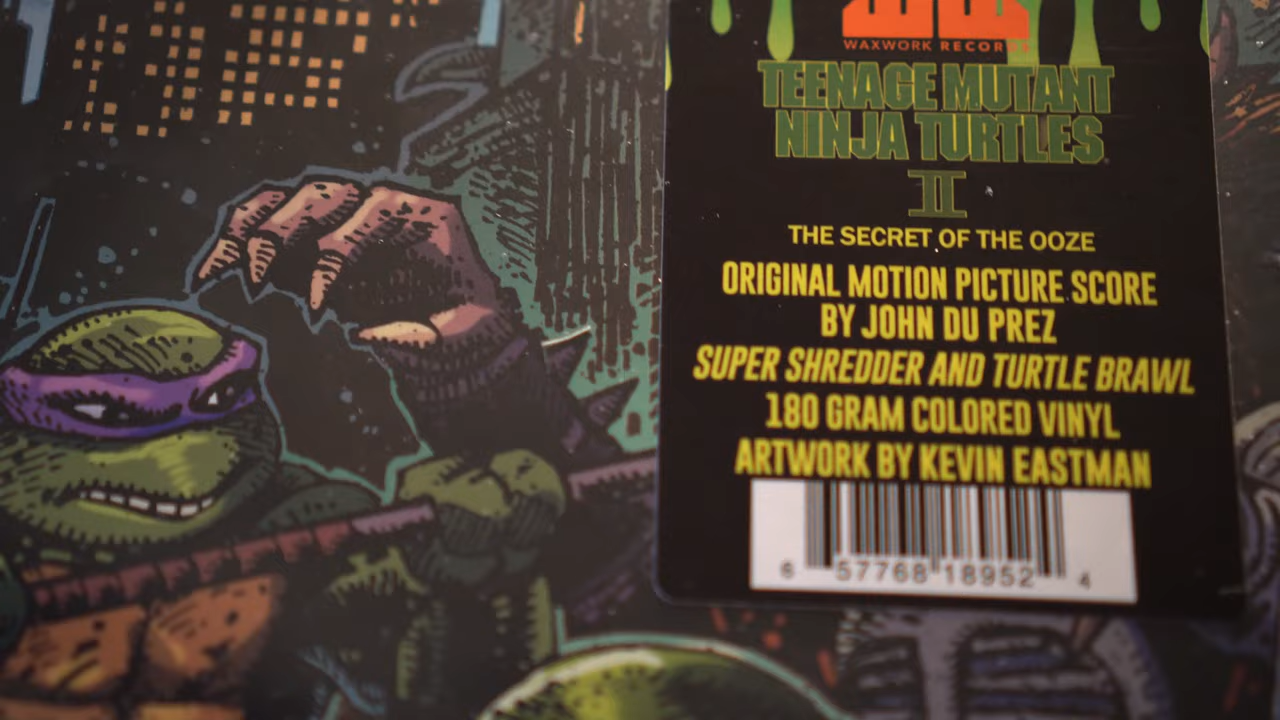 WAXWORK RECORDS
TEENAGE MUTANT
NINJA TURTLES
II
THE SECRET OF THE OOZE
ORIGINAL MOTION PICTURE SCORE
BY JOHN DU PREZ
SUPER SHREDDER AND TURTLE BRAWL
180 GRAM COLORED VINYL
ARTWORK BY KEVIN EASTMAN
6 57768 18952 4